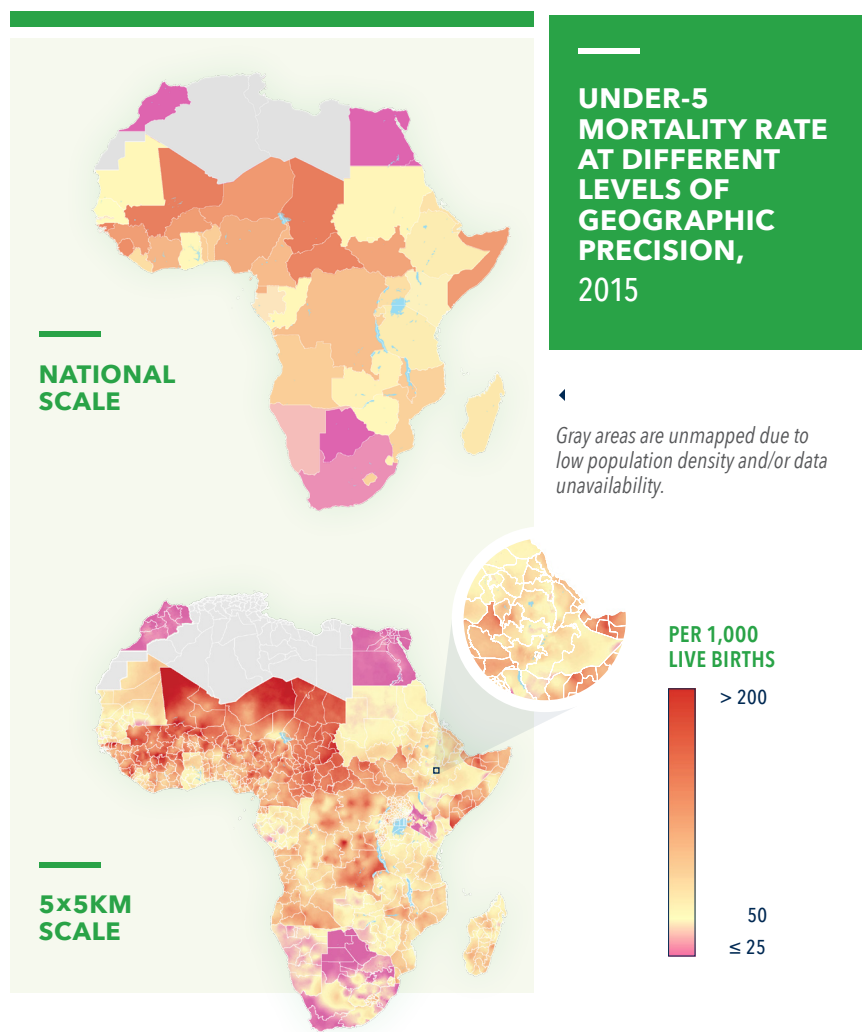 UNDER-5
MORTALITY RATE
AT DIFFERENT
LEVELS OF
GEOGRAPHIC
PRECISION,
2015
NATIONAL
SCALE
Gray areas are unmapped due to
low population density and/or data
unavailability.
PER 1,000
LIVE BIRTHS
> 200
50
≤ 25
5×5KM
SCALE